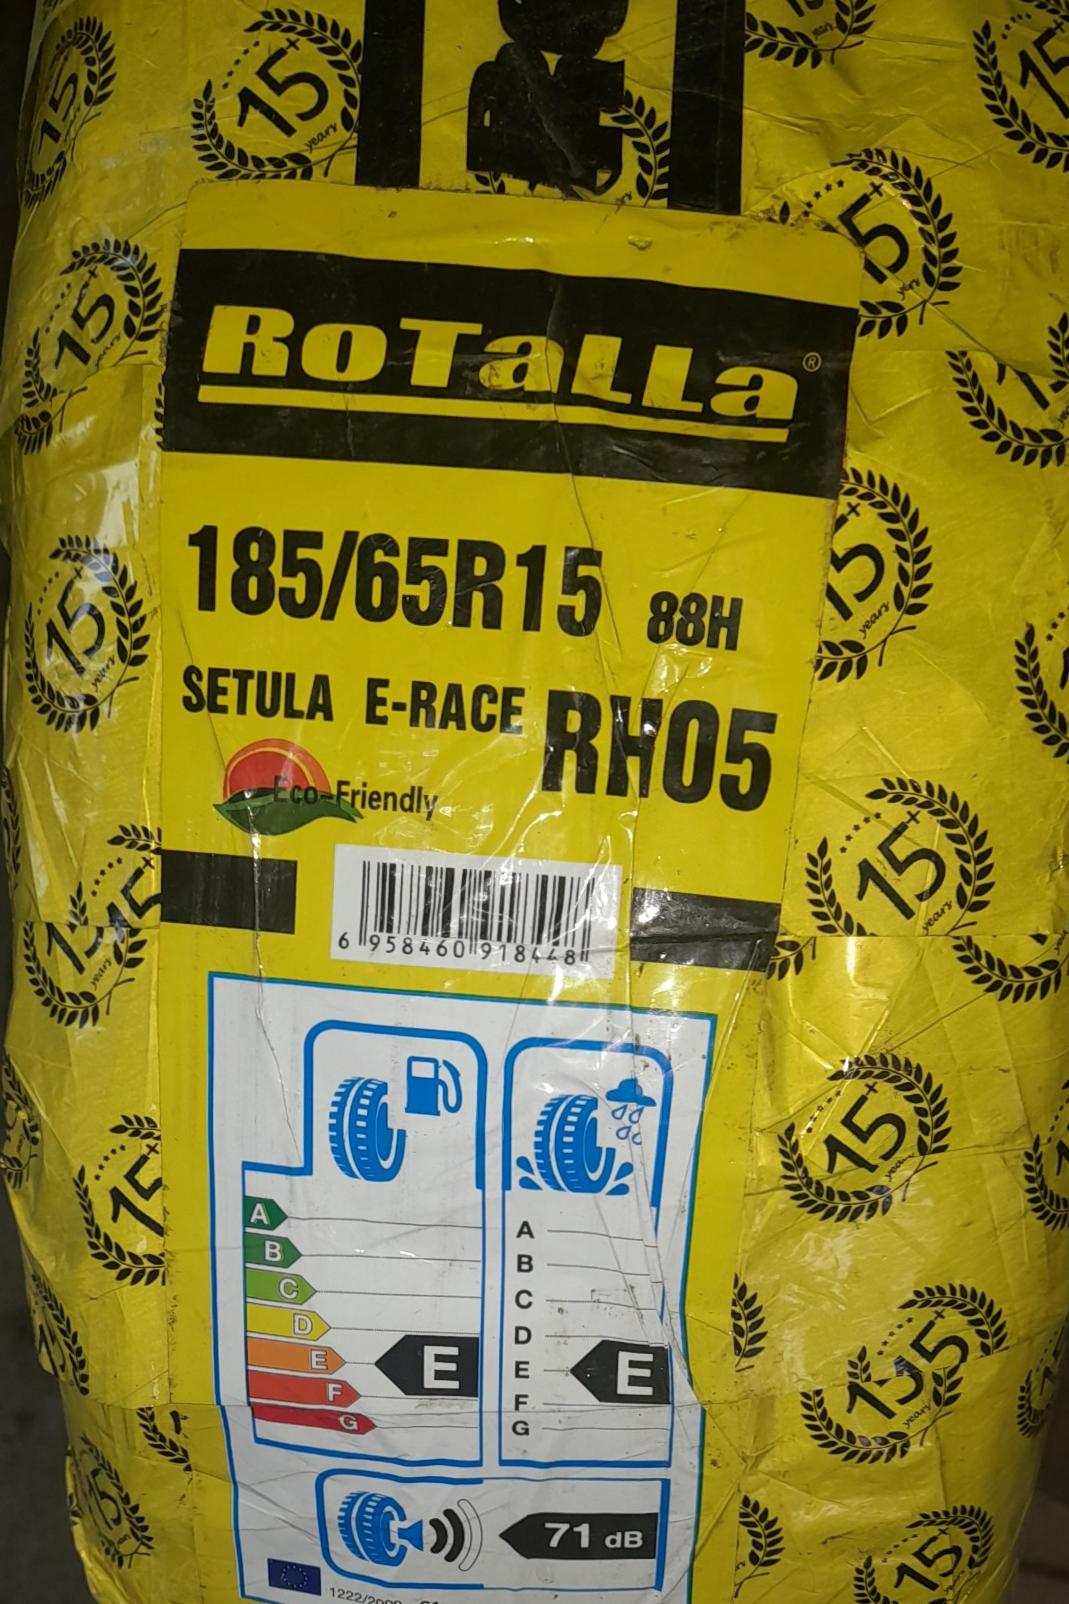 RoTaLLa®
185/65R15 88H
SETULA E-RACE RH05
Eco-Friendly
6 958460 918448
A
B
C
D
E
F
G
E
A
B
C
D
E
F
G
E
71 dB
15+
years